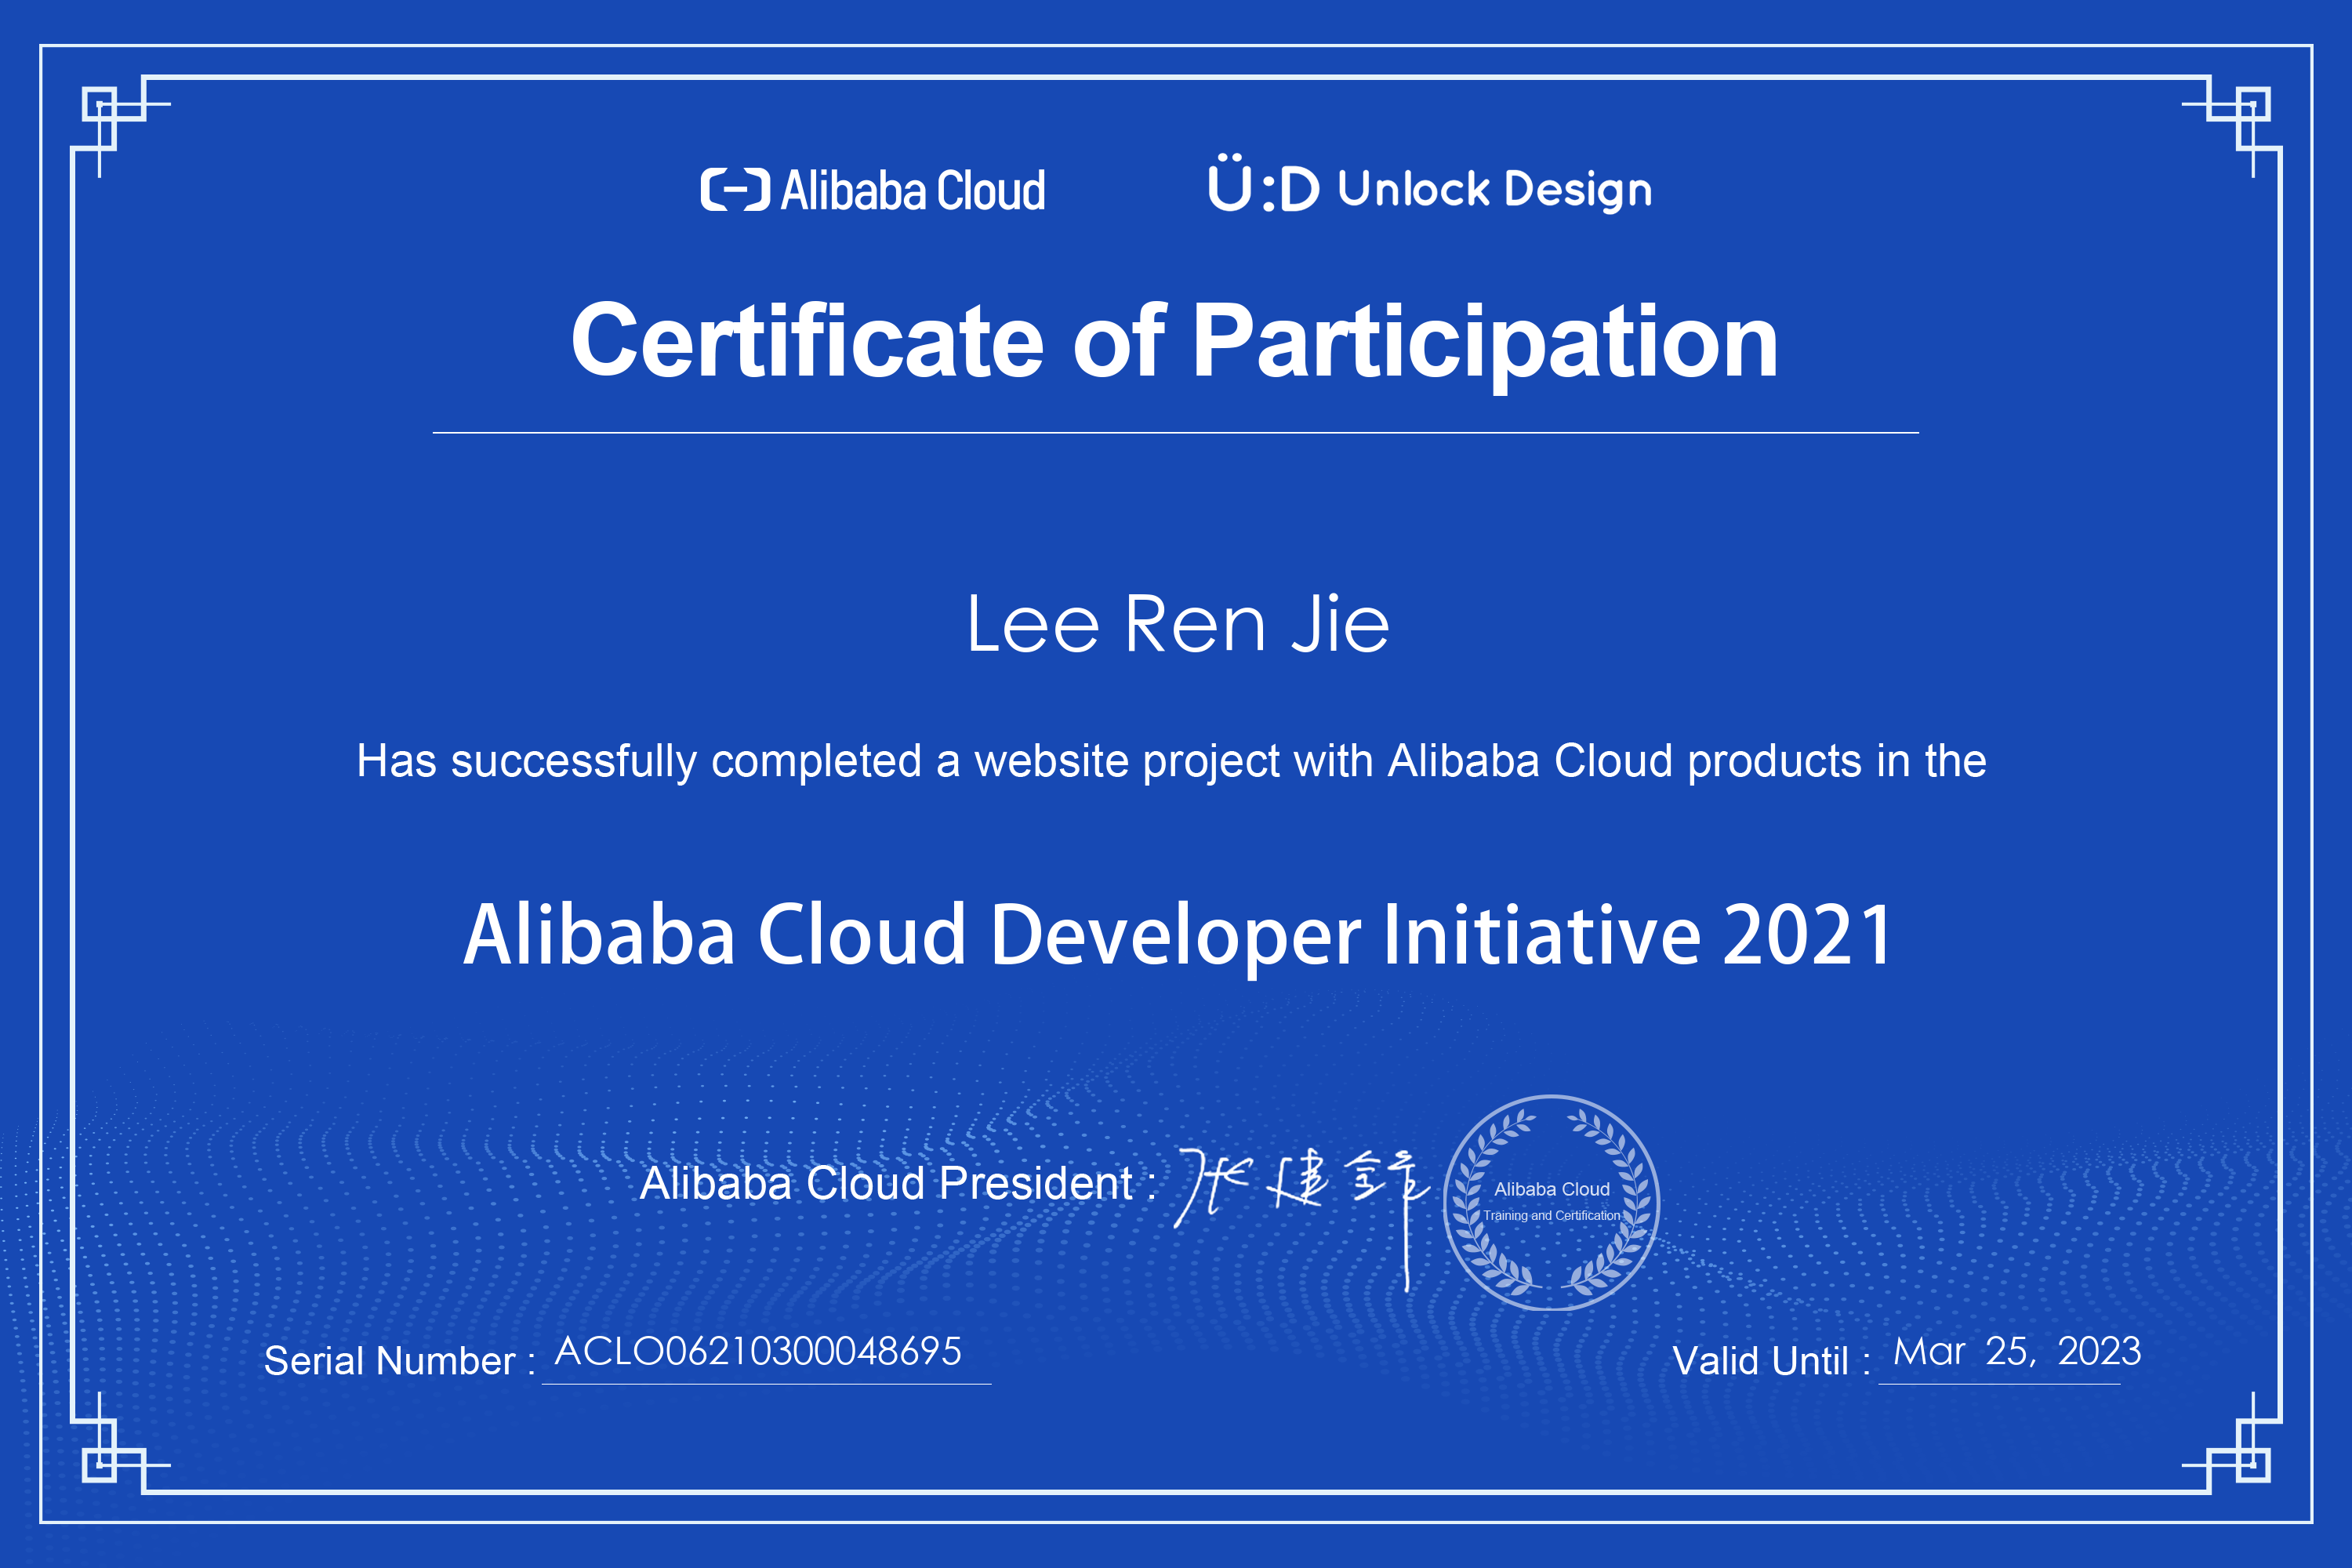 Alibaba Cloud
Ü:D Unlock Design
Certificate of Participation
Lee Ren Jie
Has successfully completed a website project with Alibaba Cloud products in the
Alibaba Cloud Developer Initiative 2021
Alibaba Cloud President : 张建锋
Alibaba Cloud
Training and Certification
Serial Number : ACLO06210300048695
Valid Until : Mar 25, 2023